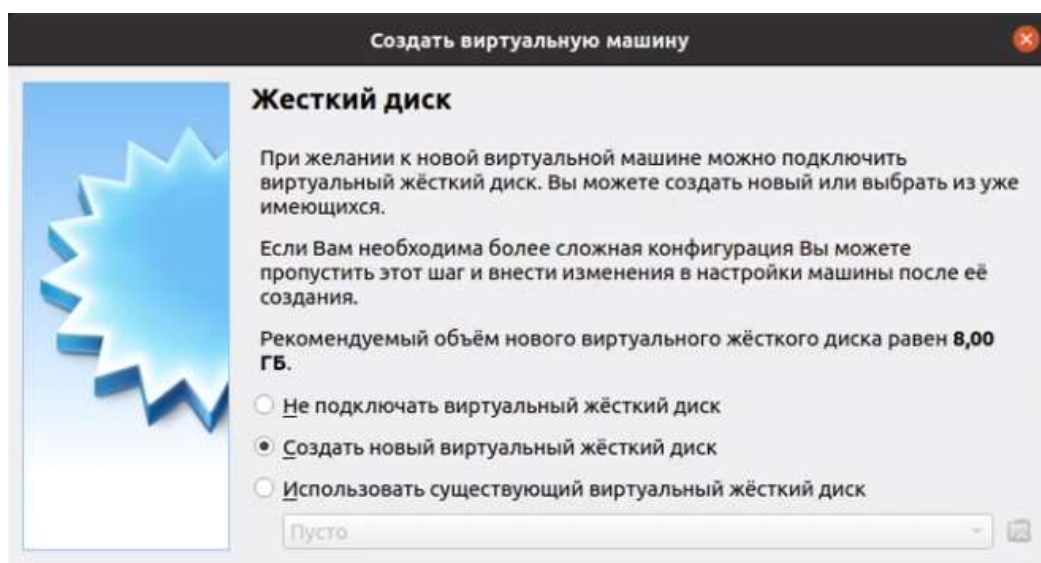 Создать виртуальную машину
Жесткий диск
При желании к новой виртуальной машине можно подключить
виртуальный жёсткий диск. Вы можете создать новый или выбрать из уже
имеющихся.
Если Вам необходима более сложная конфигурация Вы можете
пропустить этот шаг и внести изменения в настройки машины после её
создания.
Рекомендуемый объём нового виртуального жёсткого диска равен 8,00
ГБ.
Не подключать виртуальный жёсткий диск
Создать новый виртуальный жёсткий диск
Использовать существующий виртуальный жёсткий диск
Пусто